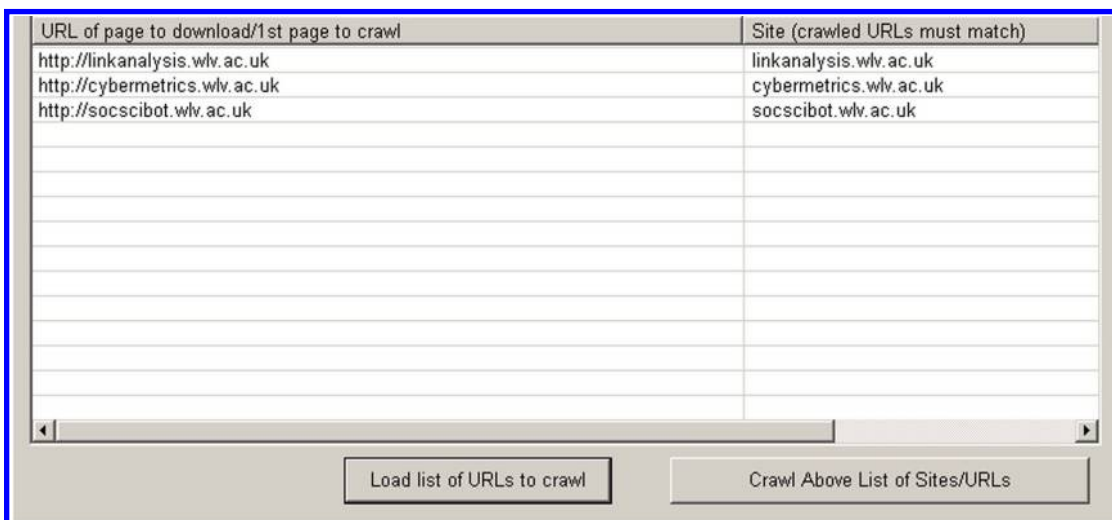 URL of page to download/1st page to crawl Site (crawled URLs must match)
http://linkanalysis.wlv.ac.uk linkanalysis.wlv.ac.uk
http://cybermetrics.wlv.ac.uk cybermetrics.wlv.ac.uk
http://socscibot.wlv.ac.uk socscibot.wlv.ac.uk
Load list of URLs to crawl Crawl Above List of Sites/URLs